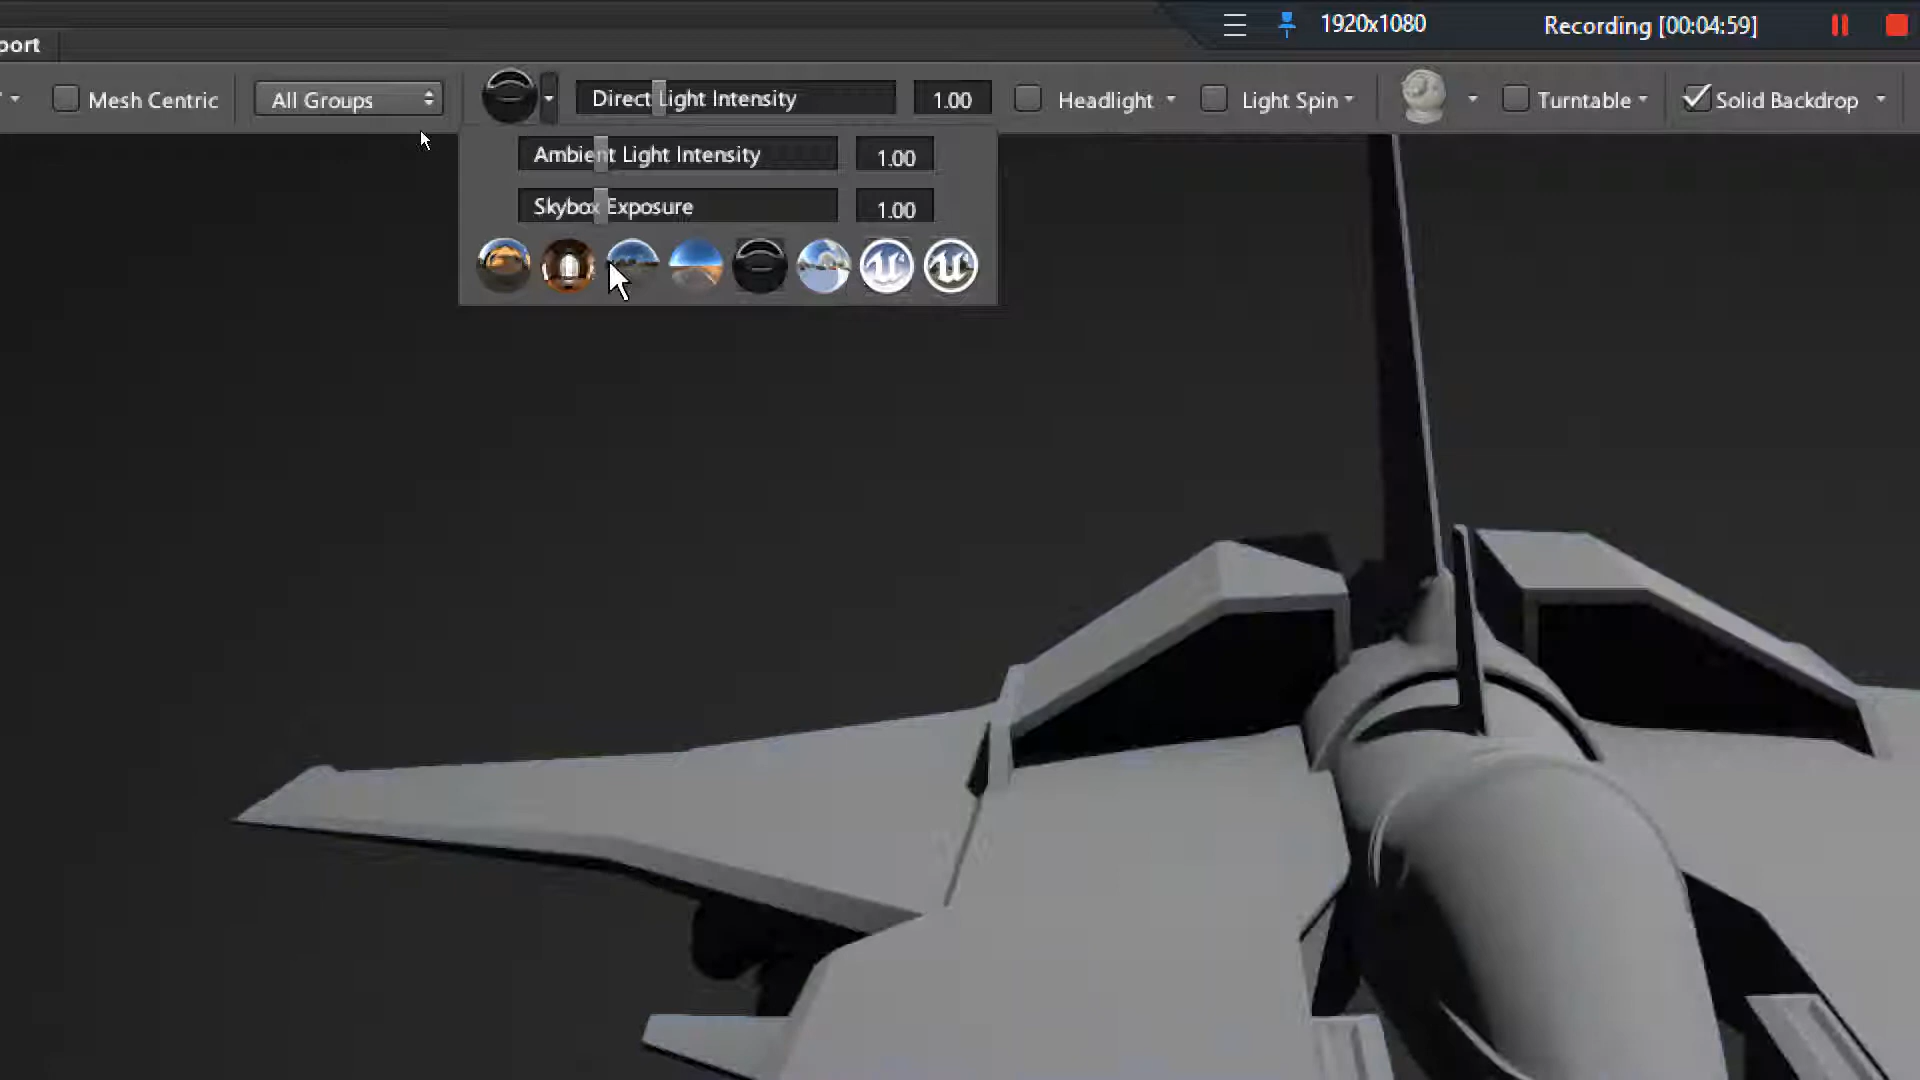 1920x1080
Recording [00:04:59]
port
Mesh Centric
All Groups
Direct Light Intensity
1.00
Headlight
Light Spin
Turntable
Solid Backdrop
Ambient Light Intensity
1.00
Skybox Exposure
1.00